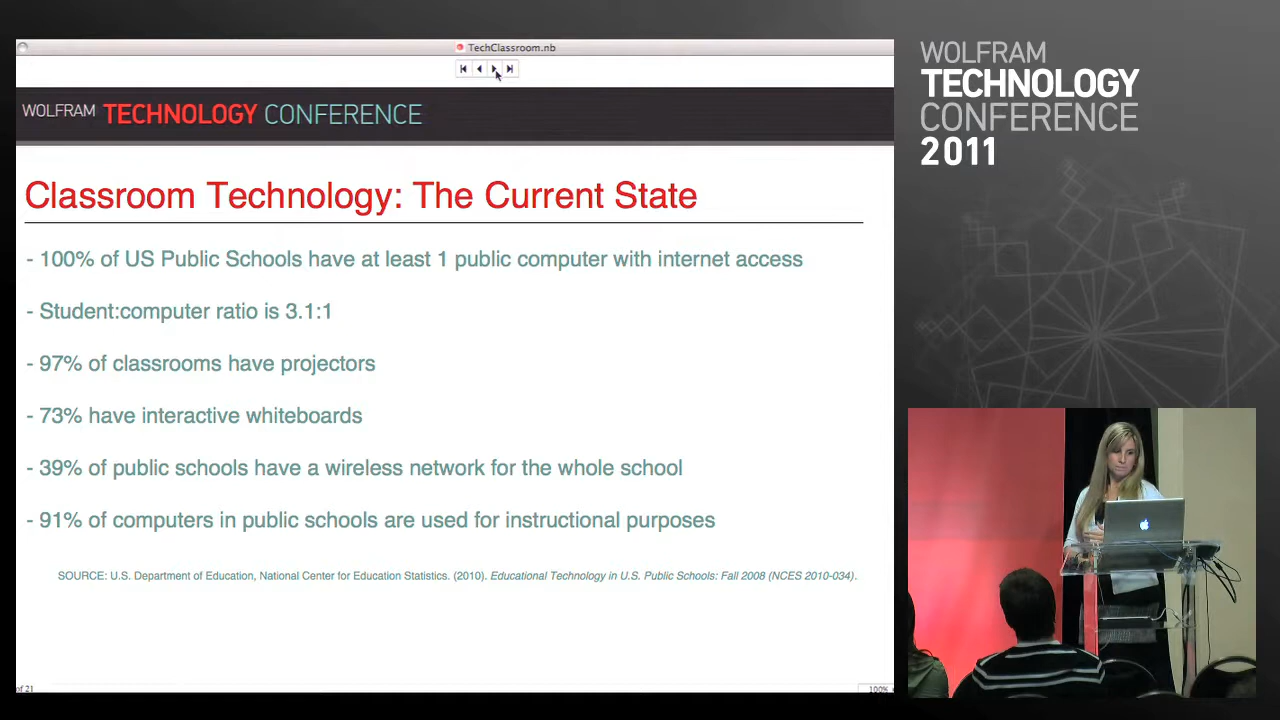 TechClassroom.nb
WOLFRAM TECHNOLOGY CONFERENCE
Classroom Technology: The Current State
- 100% of US Public Schools have at least 1 public computer with internet access
- Student:computer ratio is 3.1:1
- 97% of classrooms have projectors
- 73% have interactive whiteboards
- 39% of public schools have a wireless network for the whole school
- 91% of computers in public schools are used for instructional purposes
SOURCE: U.S. Department of Education, National Center for Education Statistics. (2010). Educational Technology in U.S. Public Schools: Fall 2008 (NCES 2010-034).
of 21
100%
WOLFRAM
TECHNOLOGY
CONFERENCE
2011